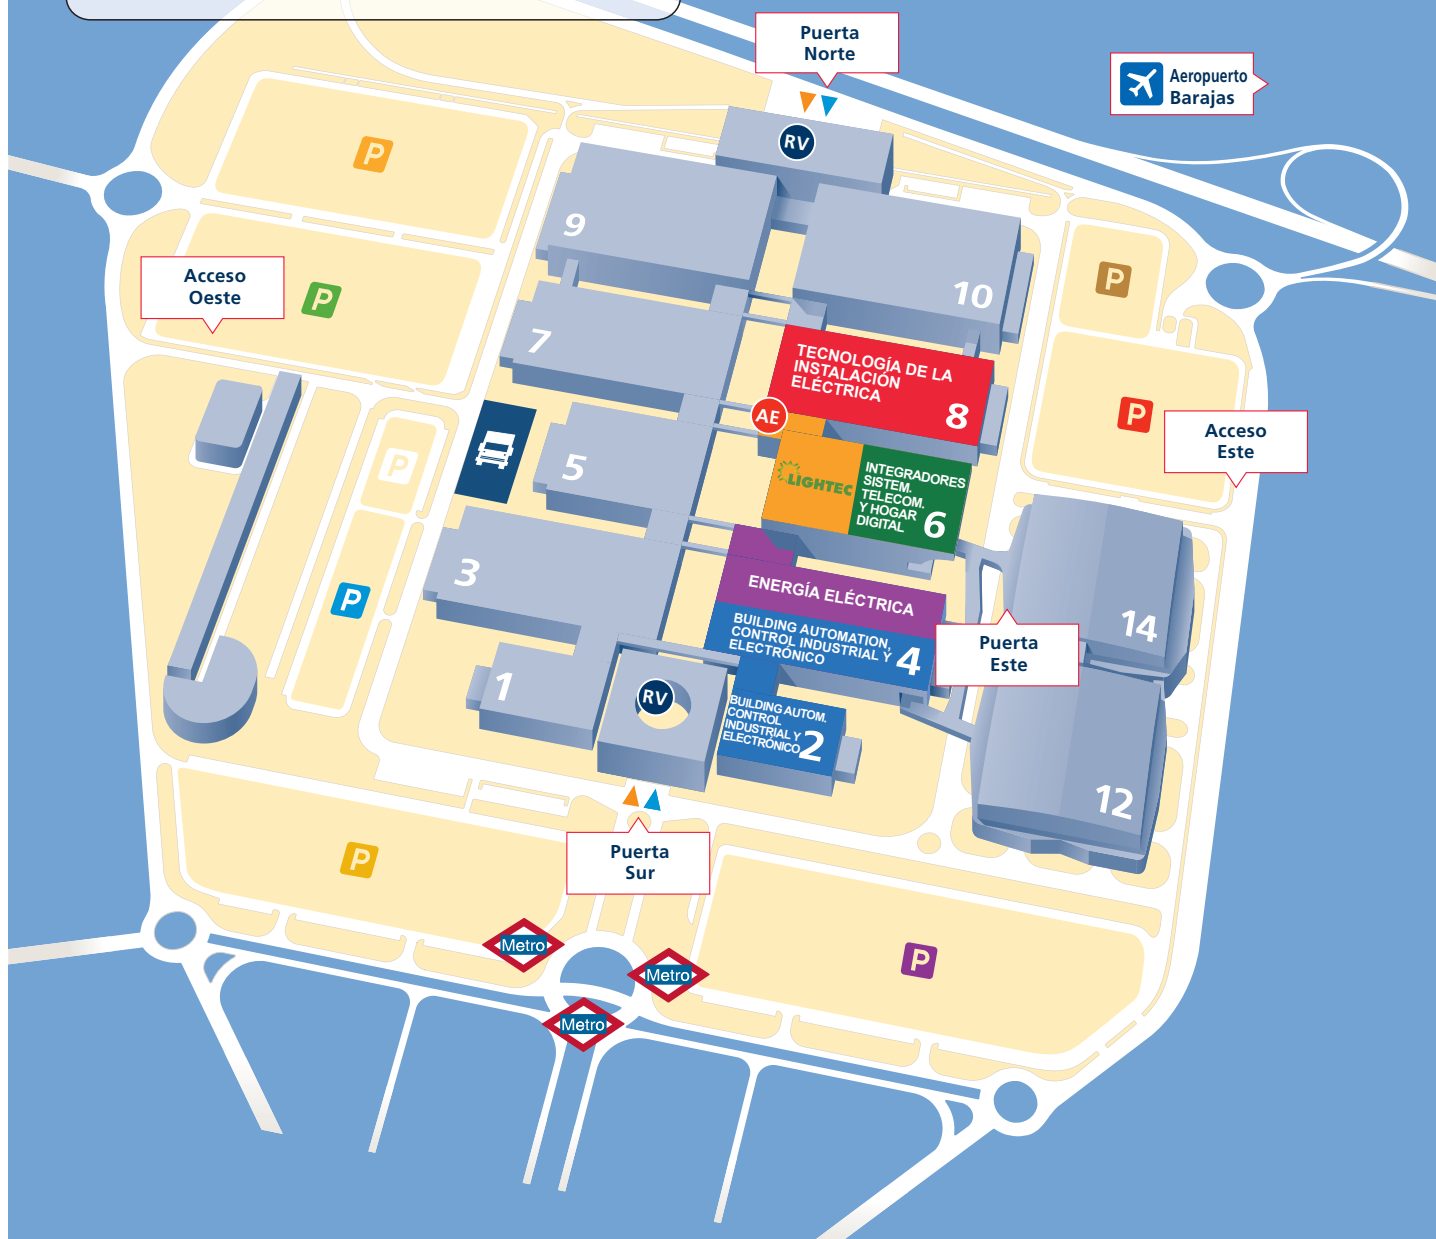 Puerta
Norte
Aeropuerto
Barajas
RV
P
9
10
P
Acceso
Oeste
P
7
TECNOLOGÍA DE LA
INSTALACIÓN
ELÉCTRICA
8
AE
P
Acceso
Este
P
5
LIGHTEC
INTEGRADORES
SISTEM.
TELECOM.
Y HOGAR
DIGITAL
6
3
P
ENERGÍA ELÉCTRICA
BUILDING AUTOMATION,
CONTROL INDUSTRIAL Y
ELECTRÓNICO
4
14
Puerta
Este
1
RV
BUILDING AUTOM.
CONTROL
INDUSTRIAL Y
ELECTRÓNICO
2
12
P
Puerta
Sur
Metro
Metro
P
Metro